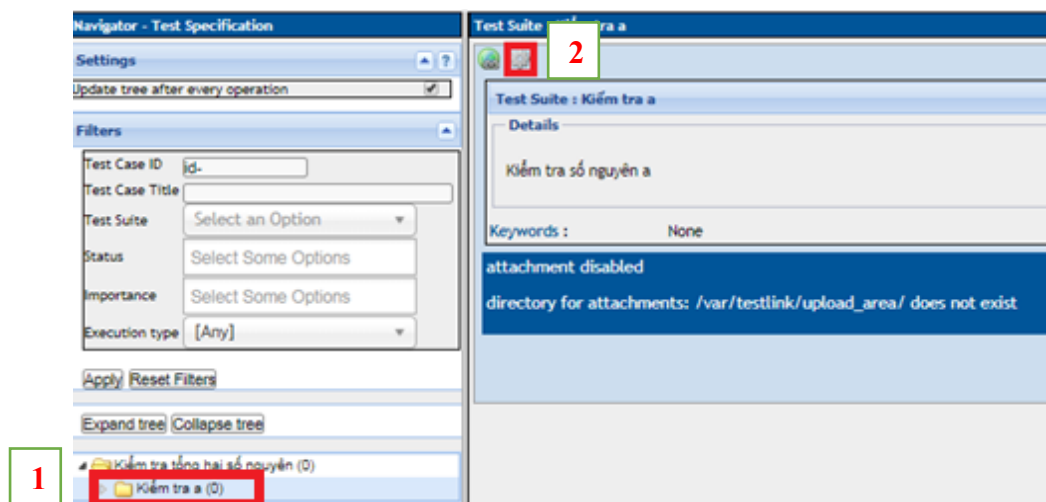 Navigator - Test Specification
Settings
?
Update tree after every operation
Filters
Test Case ID id-
Test Case Title
Test Suite Select an Option
Status Select Some Options
Importance Select Some Options
Execution type [Any]
Apply Reset Filters
Expand tree Collapse tree
Kiểm tra tổng hai số nguyên (0)
1
Kiểm tra a (0)
Test Suite ra a
2
Test Suite : Kiểm tra a
Details
Kiểm tra số nguyên a
Keywords : None
attachment disabled
directory for attachments: /var/testlink/upload_area/ does not exist